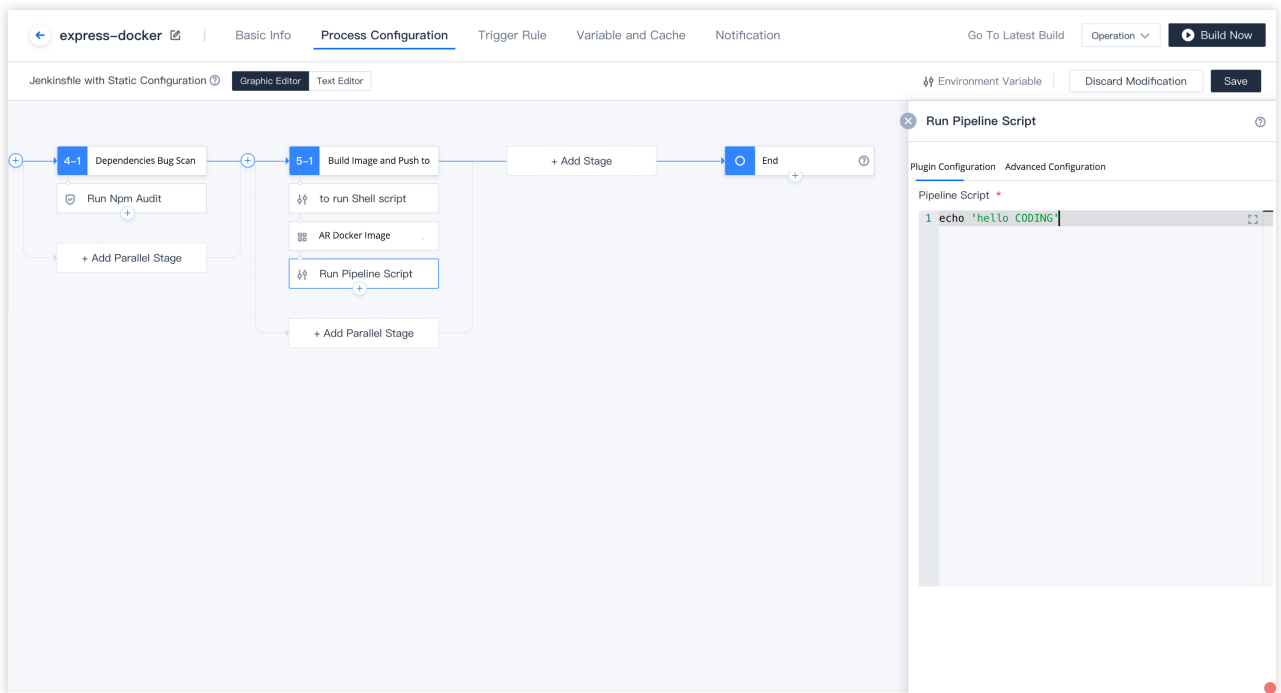 express-docker
Basic Info
Process Configuration
Trigger Rule
Variable and Cache
Notification
Go To Latest Build
Operation
Build Now
Jenkinsfile with Static Configuration
Graphic Editor
Text Editor
Environment Variable
Discard Modification
Save
4-1 Dependencies Bug Scan
Run Npm Audit
+ Add Parallel Stage
5-1 Build Image and Push to
to run Shell script
AR Docker Image
Run Pipeline Script
+ Add Parallel Stage
+ Add Stage
End
Run Pipeline Script
Plugin Configuration
Advanced Configuration
Pipeline Script *
1 echo 'hello CODING'